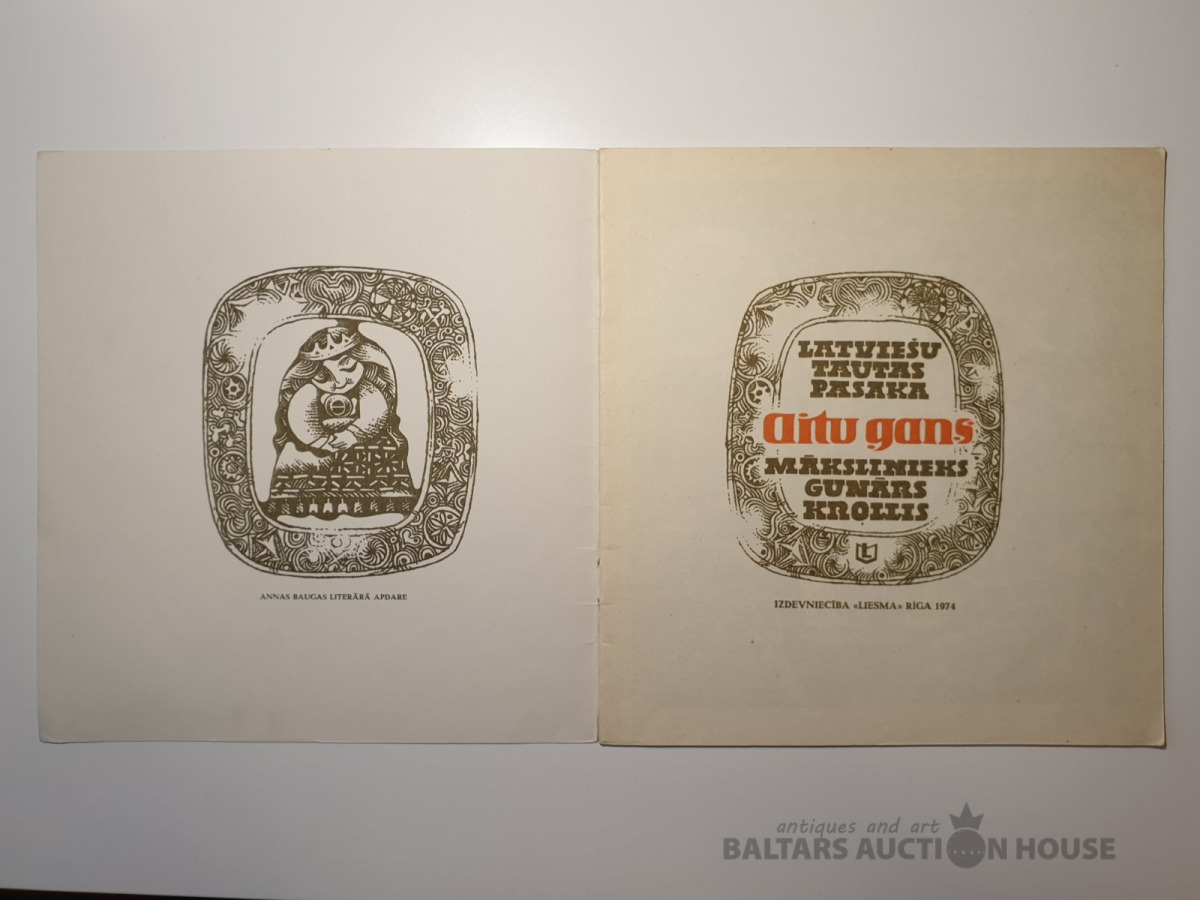 ANNAS BAUGAS LITERĀRĀ APDARE
LATVIEŠU
TAUTAS
PASAKA
aitu gans
MĀKSLINIEKS
GUNĀRS
KROLLIS
IZDEVNIECĪBA «LIESMA» RĪGA 1974
antiques and art
BALTARS AUCTION HOUSE